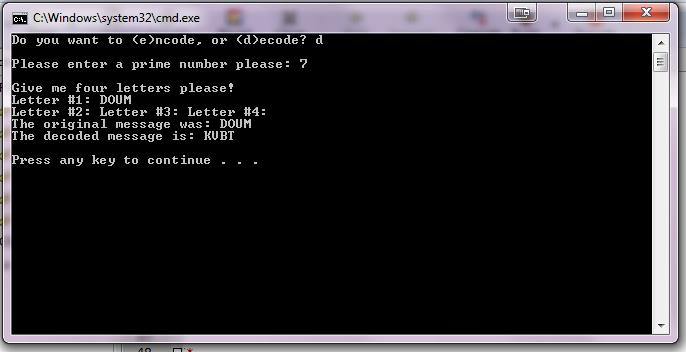 C:\Windows\system32\cmd.exe
Do you want to (e)ncode, or (d)ecode? d
Please enter a prime number please: 7
Give me four letters please!
Letter #1: DOUM
Letter #2: Letter #3: Letter #4:
The original message was: DOUM
The decoded message is: KVBT
Press any key to continue . . .